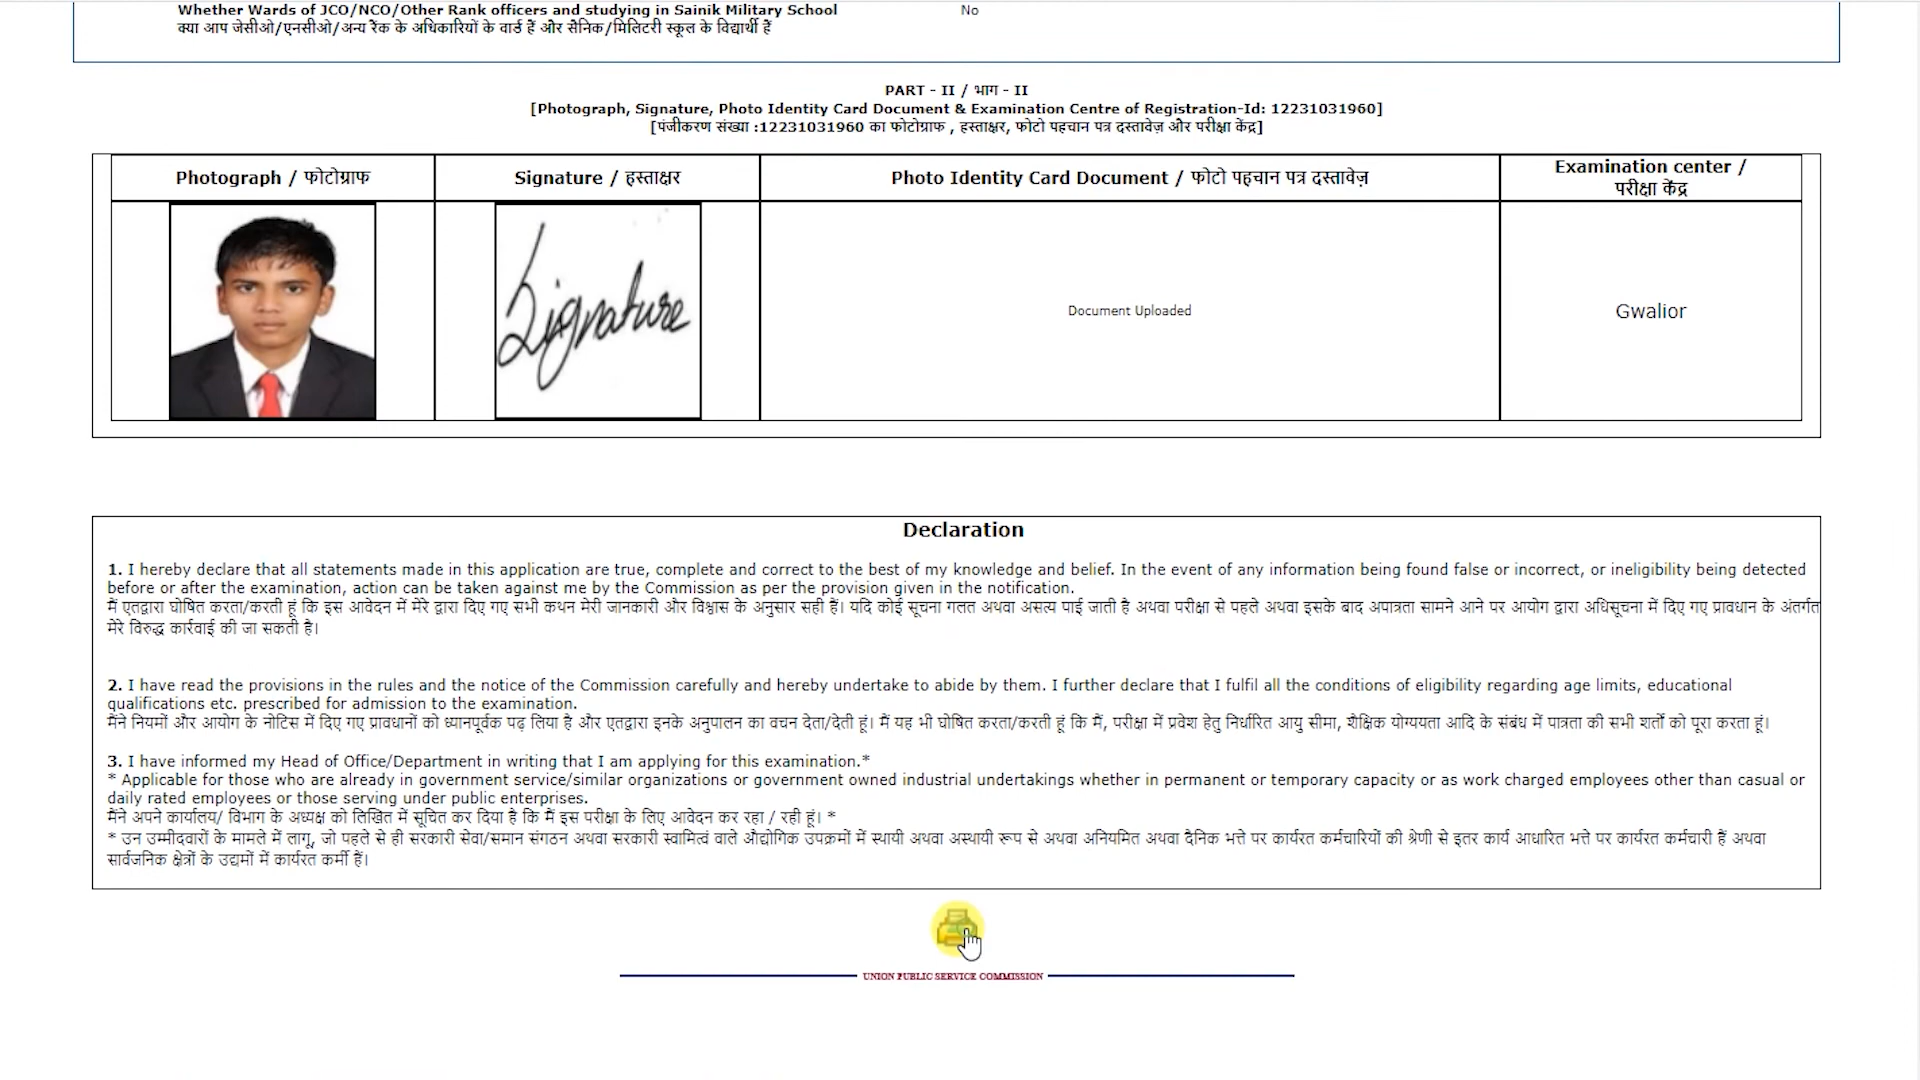 Whether Wards of JCO/NCO/Other Rank officers and studying in Sainik Military School No
क्या आप जेसीओ/एनसीओ/अन्य रैंक के अधिकारियों के वार्ड हैं और सैनिक/मिलिटरी स्कूल के विद्यार्थी हैं
PART - II / भाग - II
[Photograph, Signature, Photo Identity Card Document & Examination Centre of Registration-Id: 12231031960]
[पंजीकरण संख्या :12231031960 का फोटोग्राफ , हस्ताक्षर, फोटो पहचान पत्र दस्तावेज़ और परीक्षा केंद्र]
Photograph / फोटोग्राफ Signature / हस्ताक्षर Photo Identity Card Document / फोटो पहचान पत्र दस्तावेज़ Examination center /
परीक्षा केंद्र
Signature
Document Uploaded
Gwalior
Declaration
1. I hereby declare that all statements made in this application are true, complete and correct to the best of my knowledge and belief. In the event of any information being found false or incorrect, or ineligibility being detected
before or after the examination, action can be taken against me by the Commission as per the provision given in the notification.
मैं एतद्वारा घोषित करता/करती हूं कि इस आवेदन में मेरे द्वारा दिए गए सभी कथन मेरी जानकारी और विश्वास के अनुसार सही हैं। यदि कोई सूचना गलत अथवा असत्य पाई जाती है अथवा परीक्षा से पहले अथवा इसके बाद अपात्रता सामने आने पर आयोग द्वारा अधिसूचना में दिए गए प्रावधान के अंतर्गत
मेरे विरुद्ध कार्रवाई की जा सकती है।
2. I have read the provisions in the rules and the notice of the Commission carefully and hereby undertake to abide by them. I further declare that I fulfil all the conditions of eligibility regarding age limits, educational
qualifications etc. prescribed for admission to the examination.
मैंने नियमों और आयोग के नोटिस में दिए गए प्रावधानों को ध्यानपूर्वक पढ़ लिया है और एतद्वारा इनके अनुपालन का वचन देता/देती हूं। मैं यह भी घोषित करता/करती हूं कि मैं, परीक्षा में प्रवेश हेतु निर्धारित आयु सीमा, शैक्षिक योग्ययता आदि के संबंध में पात्रता की सभी शर्तो को पूरा करता हूं।
3. I have informed my Head of Office/Department in writing that I am applying for this examination.*
* Applicable for those who are already in government service/similar organizations or government owned industrial undertakings whether in permanent or temporary capacity or as work charged employees other than casual or
daily rated employees or those serving under public enterprises.
मैंने अपने कार्यालय/ विभाग के अध्यक्ष को लिखित में सूचित कर दिया है कि मैं इस परीक्षा के लिए आवेदन कर रहा / रही हूं। *
* उन उम्मीदवारों के मामले में लागू, जो पहले से ही सरकारी सेवा/समान संगठन अथवा सरकारी स्वामित्वं वाले औद्योगिक उपक्रमों में स्थायी अथवा अस्थायी रूप से अथवा अनियमित अथवा दैनिक भत्ते पर कार्यरत कर्मचारियों की श्रेणी से इतर कार्य आधारित भत्ते पर कार्यरत कर्मचारी हैं अथवा
सार्वजनिक क्षेत्रों के उद्यमों में कार्यरत कर्मी हैं।
UNION PUBLIC SERVICE COMMISSION